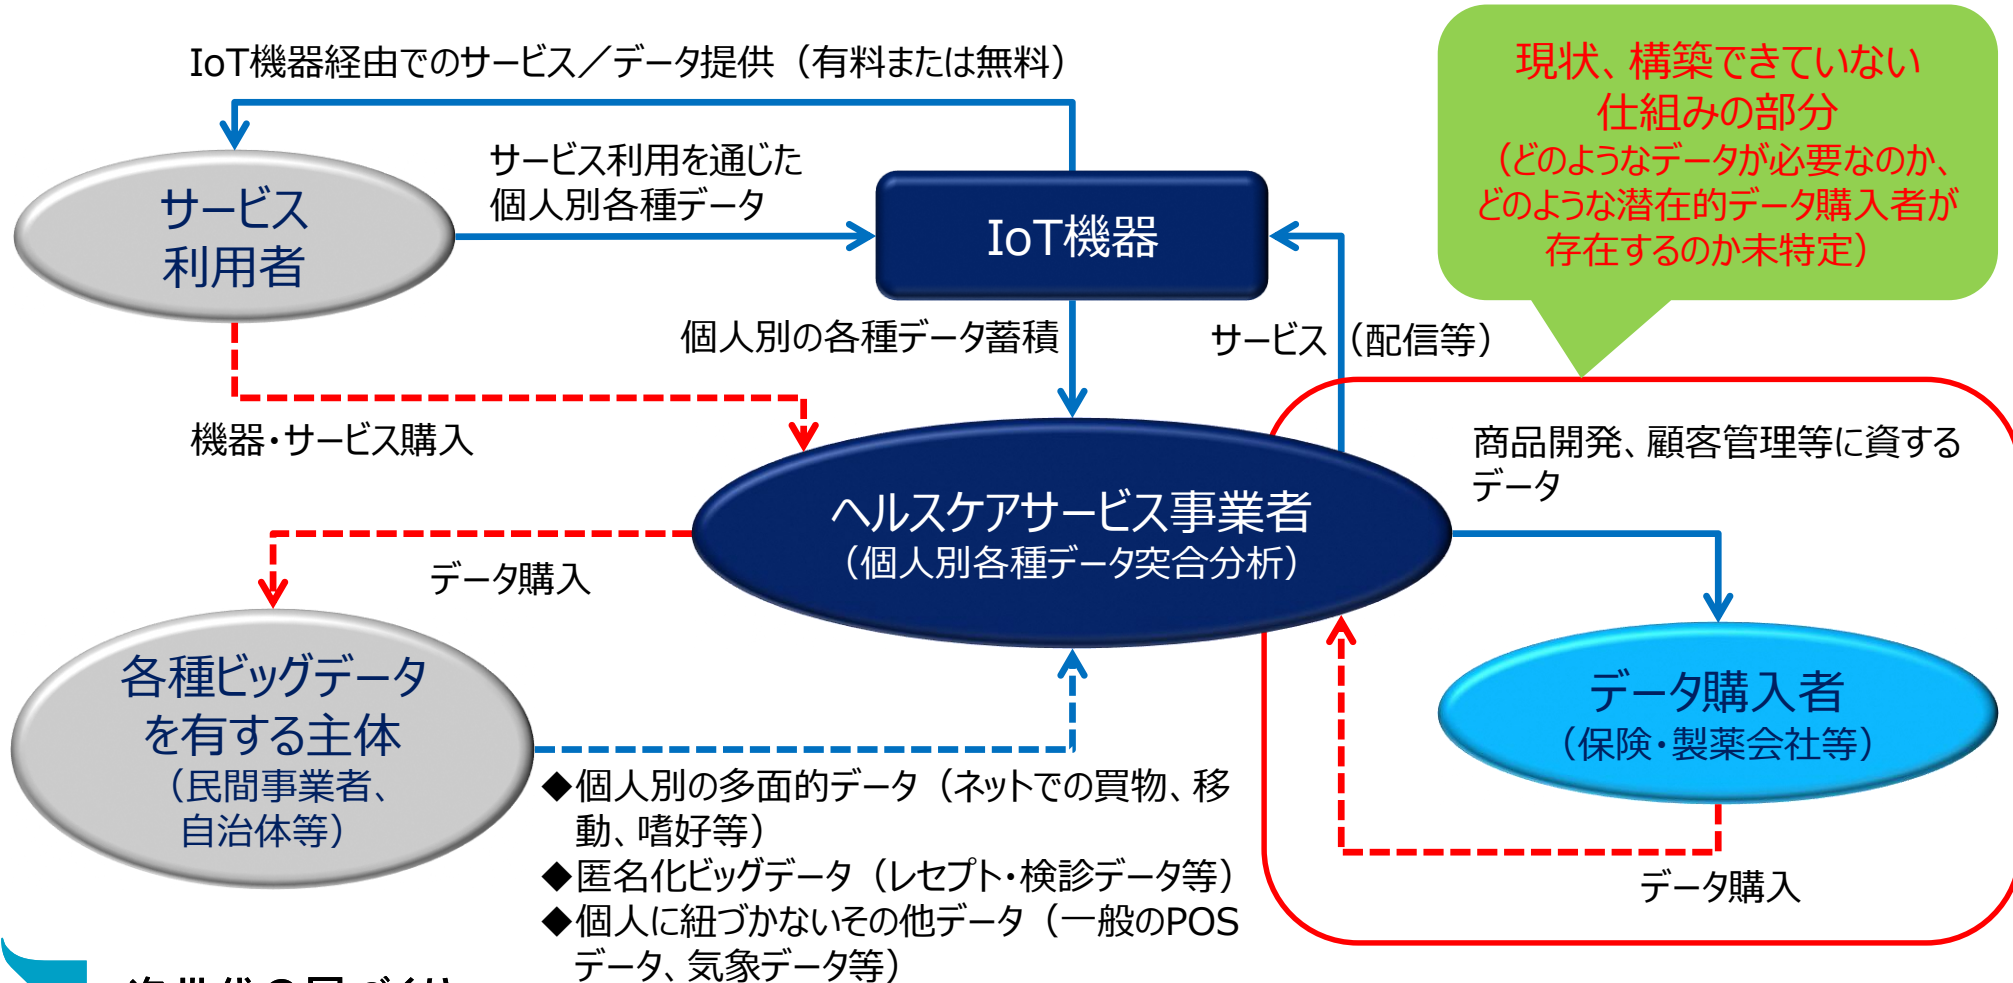 IoT機器経由でのサービス／データ提供（有料または無料）
現状、構築できていない
仕組みの部分
（どのようなデータが必要なのか、
どのような潜在的データ購入者が
存在するのか未特定）
サービス
利用者
サービス利用を通じた
個人別各種データ
IoT機器
個人別の各種データ蓄積
サービス（配信等）
機器・サービス購入
商品開発、顧客管理等に資する
データ
ヘルスケアサービス事業者
（個人別各種データ突合分析）
データ購入
各種ビッグデータ
を有する主体
（民間事業者、
自治体等）
データ購入者
（保険・製薬会社等）
◆個人別の多面的データ（ネットでの買物、移
動、嗜好等）
◆匿名化ビッグデータ（レセプト・検診データ等）
◆個人に紐づかないその他データ（一般のPOS
データ、気象データ等）
データ購入